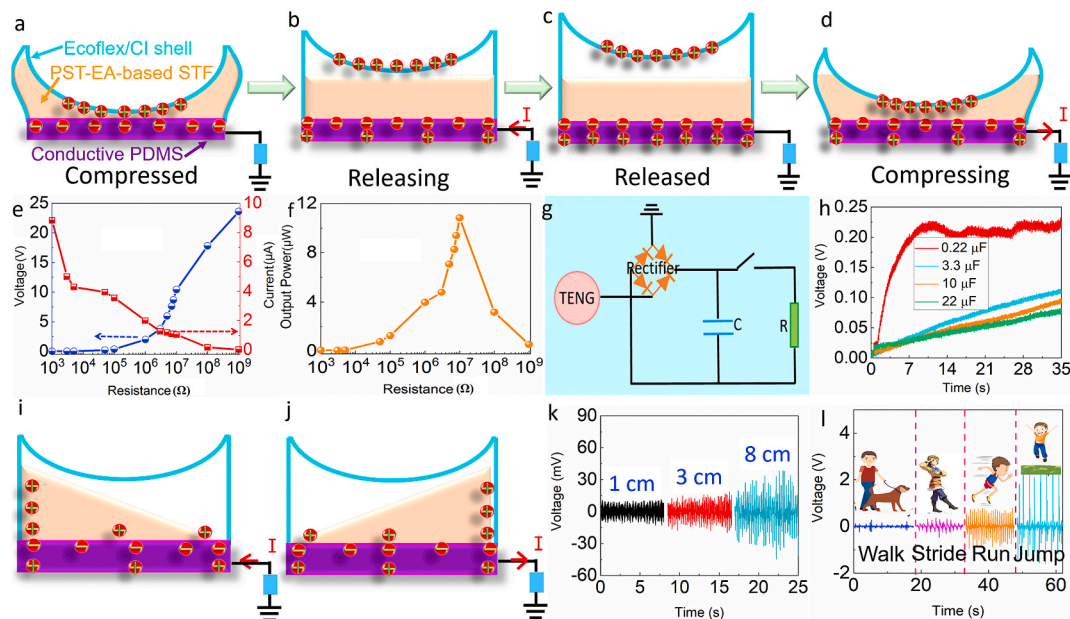 a
Ecoflex/CI shell
PST-EA-based STF
Conductive PDMS
Compressed
b
I
Releasing
c
Released
d
I
Compressing
e
25
20
15
10
5
0
Voltage(V)
10
8
6
4
2
0
Current(μA)
10³ 10⁴ 10⁵ 10⁶ 10⁷ 10⁸ 10⁹
Resistance (Ω)
f
12
8
4
0
Output Power(μW)
10³ 10⁴ 10⁵ 10⁶ 10⁷ 10⁸ 10⁹
Resistance (Ω)
g
TENG
Rectifier
C
R
h
0.25
0.20
0.15
0.10
0.05
0.00
Voltage (V)
0.22 μF
3.3 μF
10 μF
22 μF
0 7 14 21 28 35
Time (s)
i
I
j
I
k
90
60
30
0
-30
-60
Voltage (mV)
1 cm
3 cm
8 cm
0 5 10 15 20 25
Time (s)
l
4
2
0
-2
Voltage (V)
Walk Stride Run Jump
0 20 40 60
Time (s)